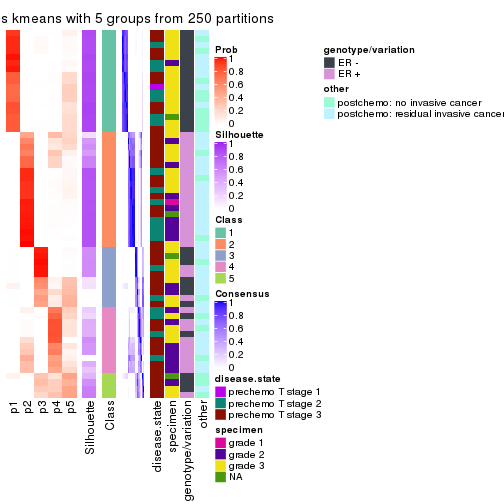 s kmeans with 5 groups from 250 partitions
Prob
1
0.8
0.6
0.4
0.2
0
Silhouette
1
0.8
0.6
0.4
0.2
0
Class
1
2
3
4
5
Consensus
1
0.8
0.6
0.4
0.2
0
disease.state
prechemo T stage 1
prechemo T stage 2
prechemo T stage 3
specimen
grade 1
grade 2
grade 3
NA
genotype/variation
ER -
ER +
other
postchemo: no invasive cancer
postchemo: residual invasive cancer
p1
p2
p3
p4
p5
Silhouette
Class
disease.state
specimen
genotype/variation
other